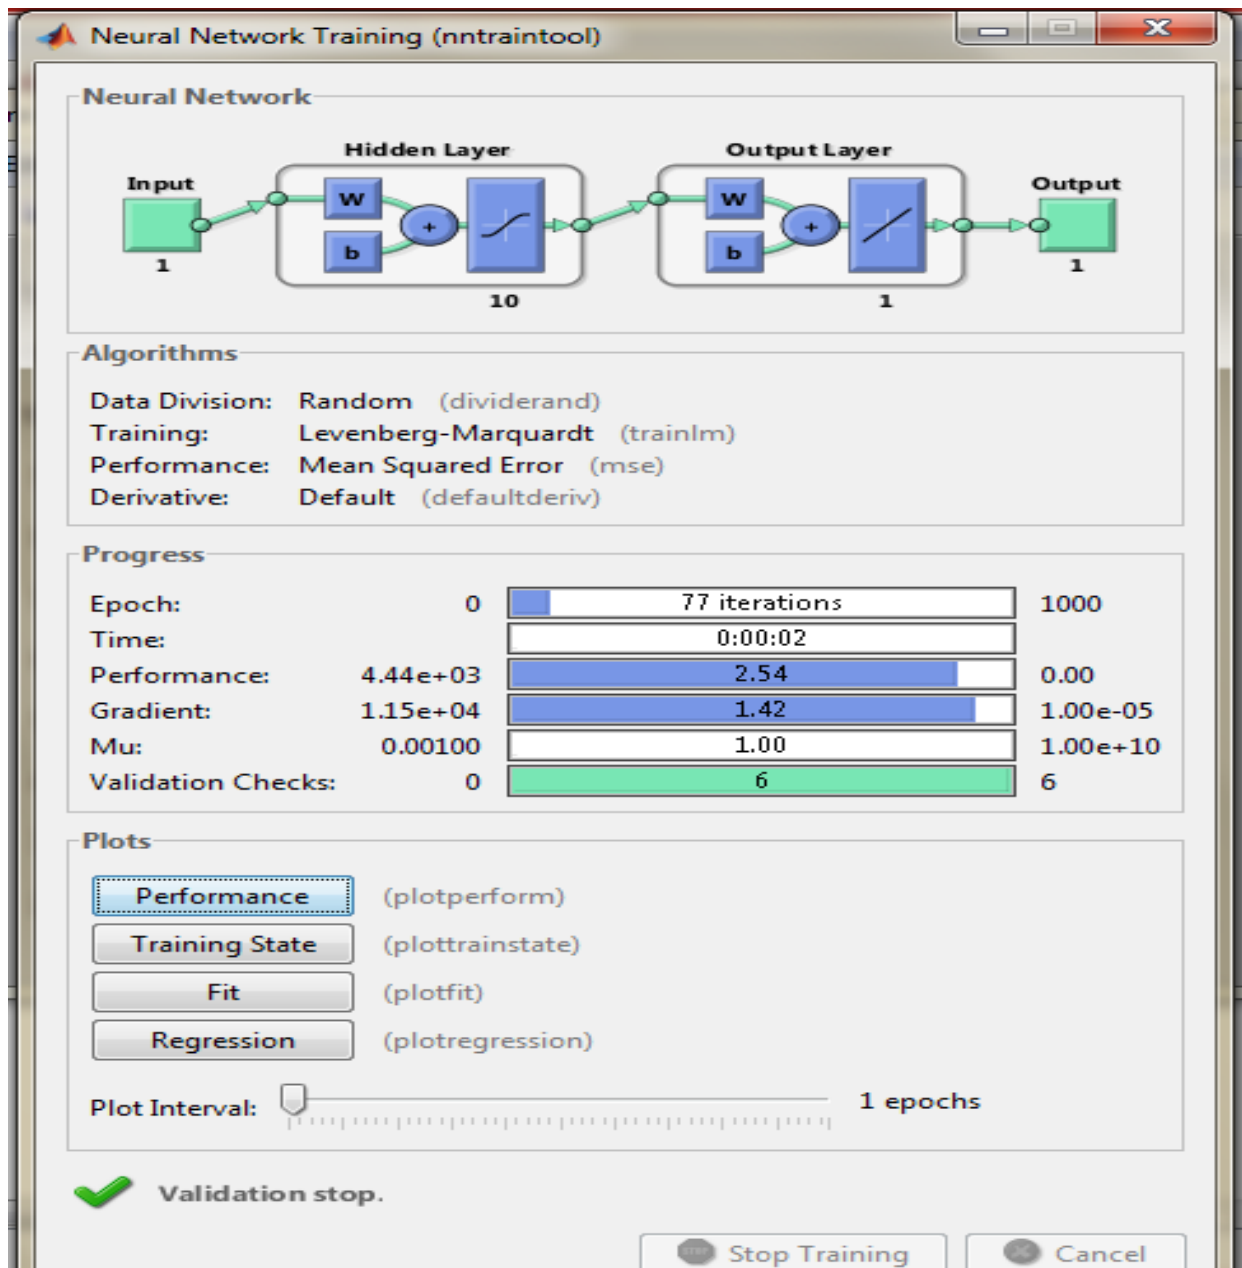 Neural Network Training (nntraintool)
Neural Network
Hidden Layer Output Layer
Input Output
W W
+ +
b b
1 1
10 1
Algorithms
Data Division: Random (dividerand)
Training: Levenberg-Marquardt (trainlm)
Performance: Mean Squared Error (mse)
Derivative: Default (defaultderiv)
Progress
Epoch: 0 77 iterations 1000
Time: 0:00:02
Performance: 4.44e+03 2.54 0.00
Gradient: 1.15e+04 1.42 1.00e-05
Mu: 0.00100 1.00 1.00e+10
Validation Checks: 0 6 6
Plots
Performance (plotperform)
Training State (plottrainstate)
Fit (plotfit)
Regression (plotregression)
Plot Interval: 1 epochs
Validation stop.
Stop Training Cancel